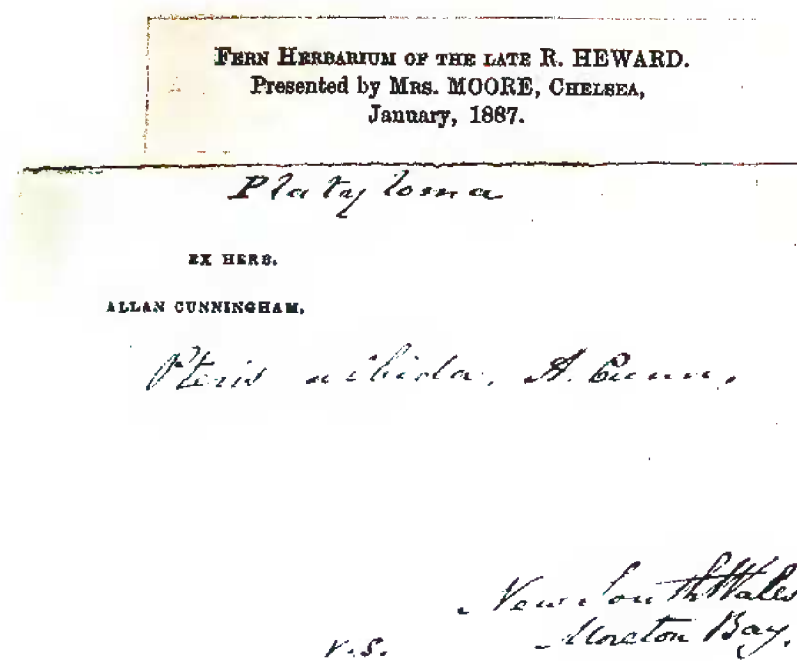 FERN HERBARIUM OF THE LATE R. HEWARD.
Presented by MRS. MOORE, CHELSEA,
January, 1887.
Platyloma
EX HERB.
ALLAN CUNNINGHAM.
Pteris nitida, A. Cunn.
New South Wales
Moreton Bay.
v.s.